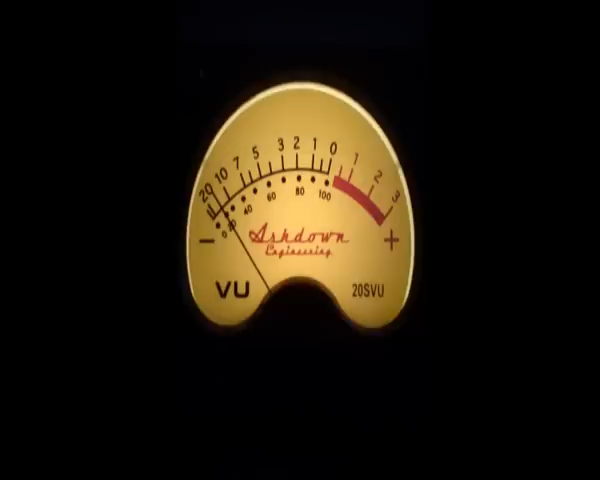 20 10 7 5 3 2 1 0 1 2 3
0 20 40 60 80 100
− +
Ashdown
Engineering
VU 20SVU